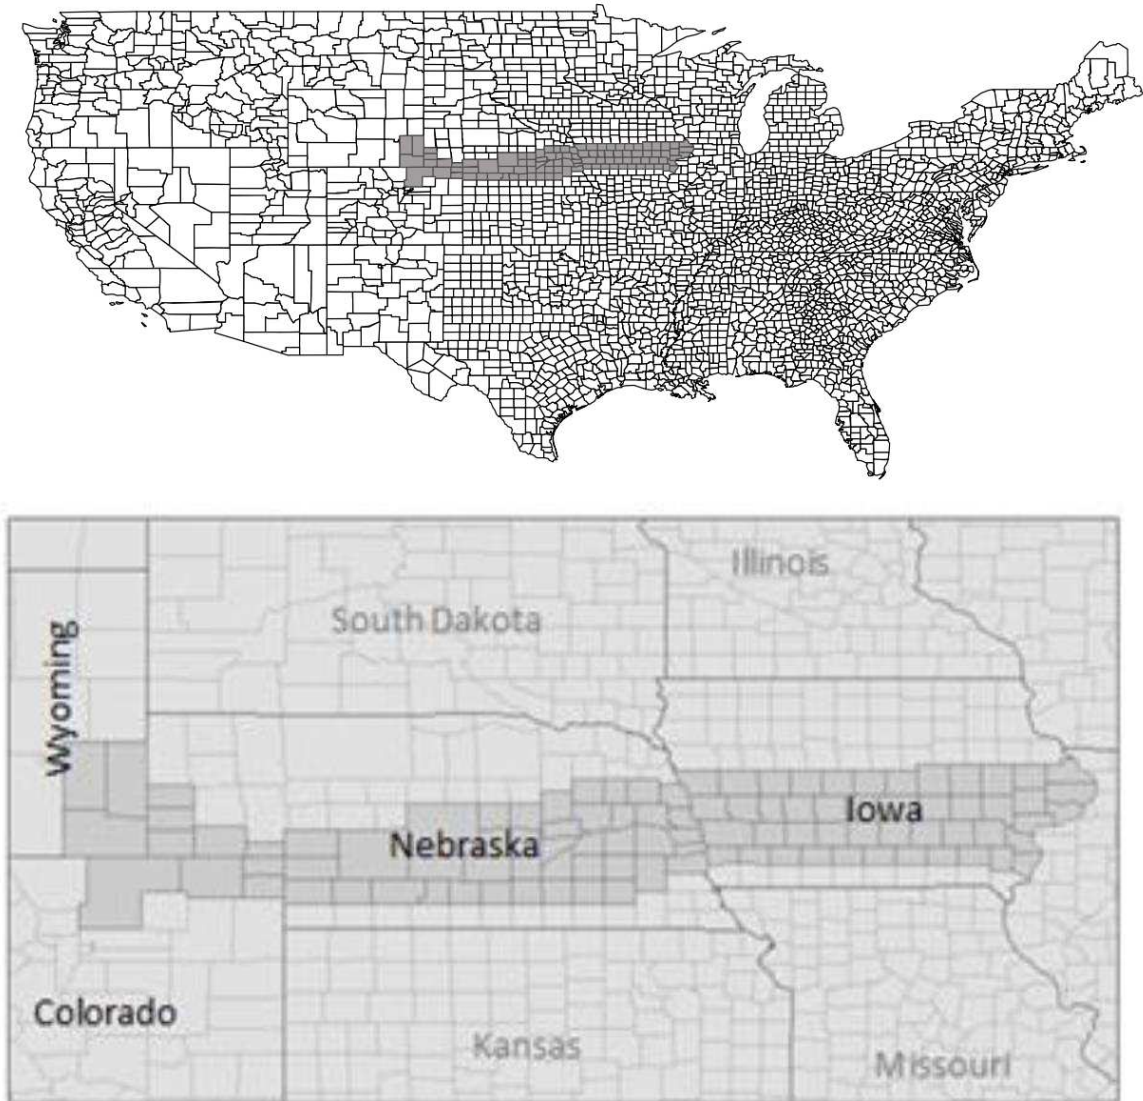 Illinois
South Dakota
Wyoming
Iowa
Nebraska
Colorado
Kansas
Missouri